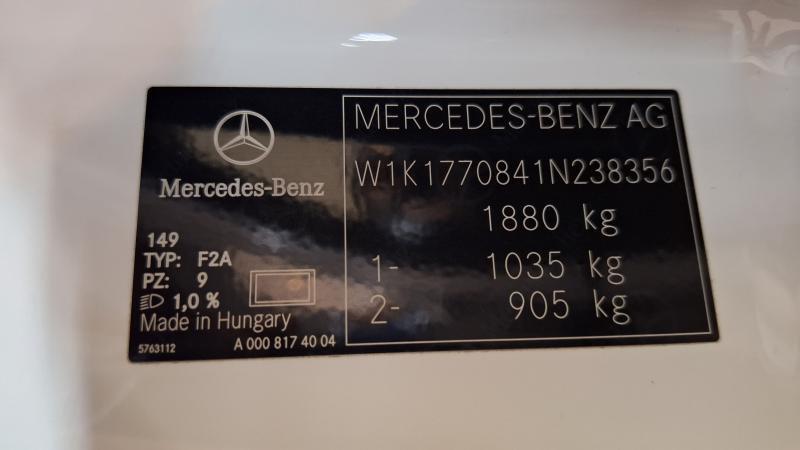 Mercedes-Benz
149
TYP: F2A
PZ: 9
1,0 %
Made in Hungary
5763112
A 000 817 40 04
MERCEDES-BENZ AG
W1K1770841N238356
1880 kg
1- 1035 kg
2- 905 kg